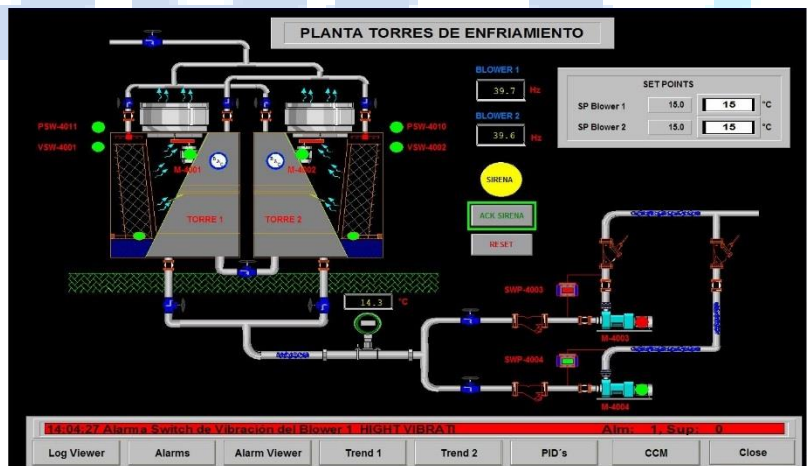 PLANTA TORRES DE ENFRIAMIENTO
BLOWER 1
39.7 Hz
BLOWER 2
39.6 Hz
SET POINTS
SP Blower 1 15.0 15 °C
SP Blower 2 15.0 15 °C
PSW-4011
VSW-4001
PSW-4010
VSW-4002
M-4001
M-4002
TORRE 1
TORRE 2
SIRENA
ACK SIRENA
RESET
14.3 °C
SWP-4003
M-4003
SWP-4004
M-4004
14:04:27 Alarma Switch de Vibración del Blower 1 HIGHT VIBRATI Alm: 1, Sup: 0
Log Viewer Alarms Alarm Viewer Trend 1 Trend 2 PID´s CCM Close